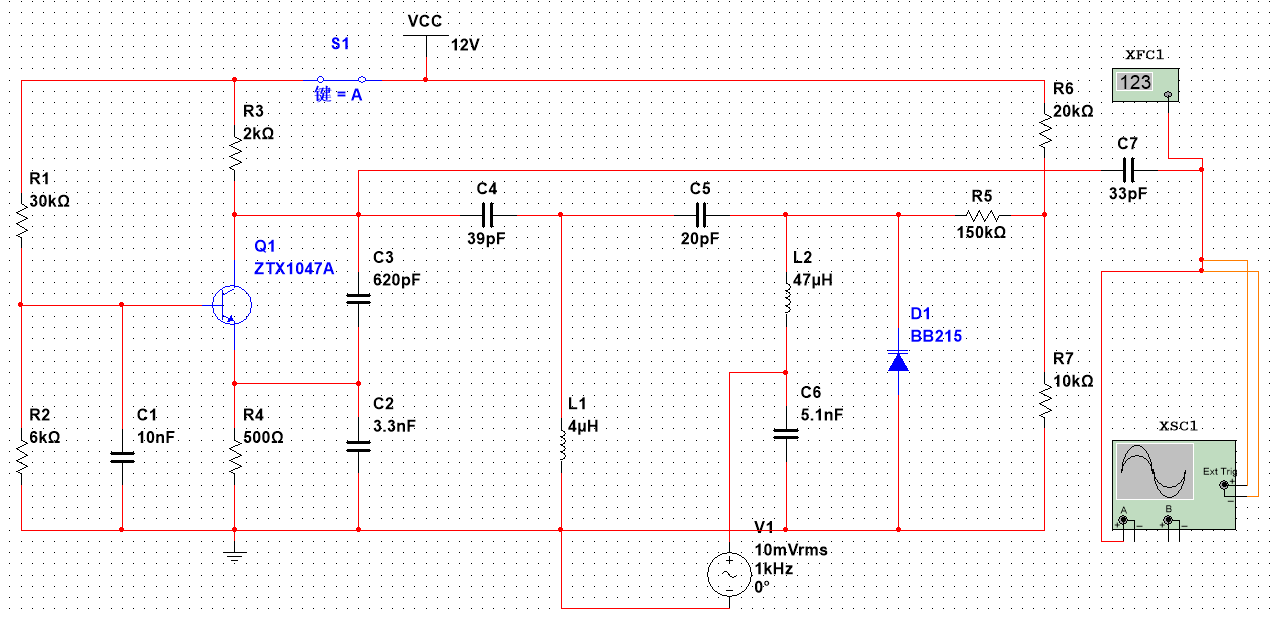 VCC
12V
S1
键 = A
XFC1
123
R3
2kΩ
R6
20kΩ
C7
33pF
R1
30kΩ
C4
39pF
C5
20pF
R5
150kΩ
Q1
ZTX1047A
C3
620pF
L2
47μH
D1
BB215
R7
10kΩ
R2
6kΩ
C1
10nF
R4
500Ω
C2
3.3nF
L1
4μH
C6
5.1nF
XSC1
Ext Trig
+
−
A
B
+
−
+
−
V1
10mVrms
1kHz
0°